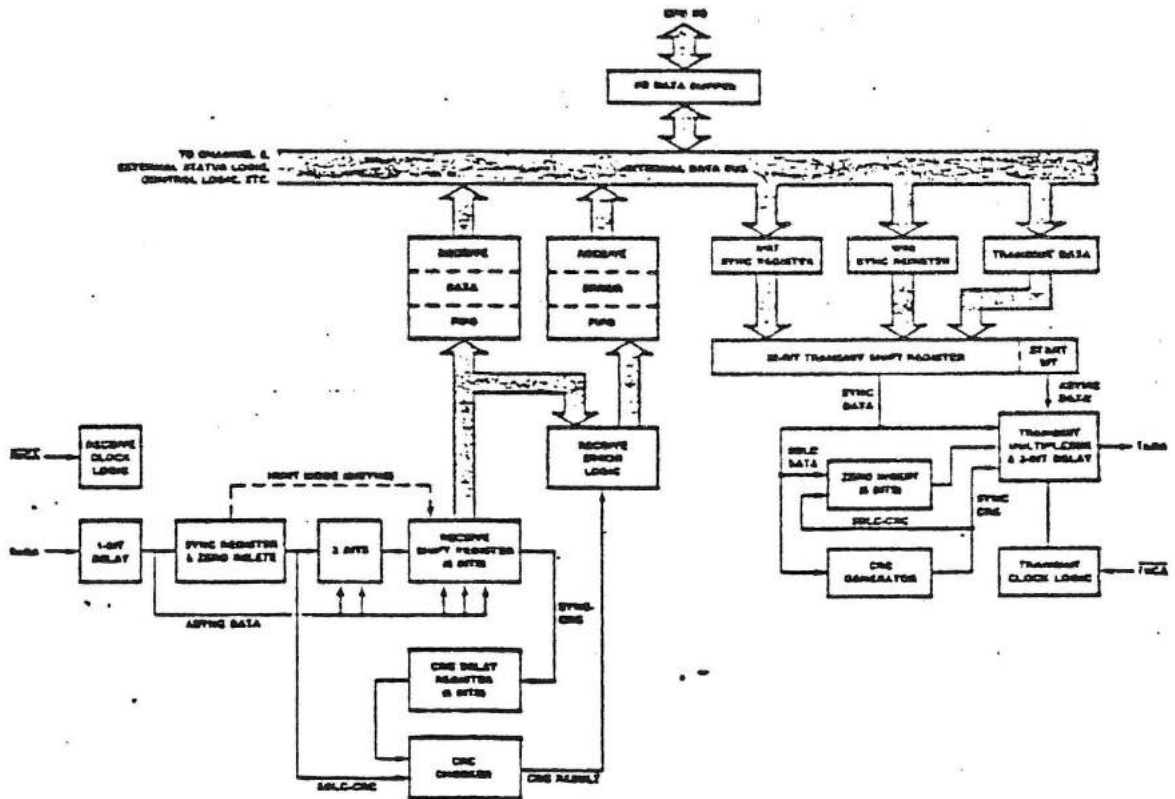 CPU I/O
I/O DATA BUFFER
TO CHANNEL
EXTERNAL STATUS LOGIC,
CONTROL LOGIC, ETC.
INTERNAL DATA BUS
RECEIVE
DATA
FIFO
RECEIVE
ERROR
FIFO
SYNC REGISTER
SYNC REGISTER
TRANSMIT DATA
TRANSMIT SHIFT REGISTER
START
BIT
SYNC
DATA
ASYNC
DATA
RECEIVE
CLOCK
LOGIC
RECEIVE
ERROR
LOGIC
SDLC
DATA
ZERO INSERT
(5 BITS)
TRANSMIT
MULTIPLEXER
& 2-BIT DELAY
TxDA
SYNC
CRC
SDLC-CRC
CRC
GENERATOR
TRANSMIT
CLOCK LOGIC
TxCA
HUNT MODE
RxDA
1-BIT
DELAY
SYNC REGISTER
& ZERO DELETE
3 BITS
RECEIVE
SHIFT REGISTER
(8 BITS)
ASYNC DATA
SYNC-
CRC
CRC DELAY
REGISTER
(8 BITS)
CRC
CHECKER
SDLC-CRC
CRC RESULT